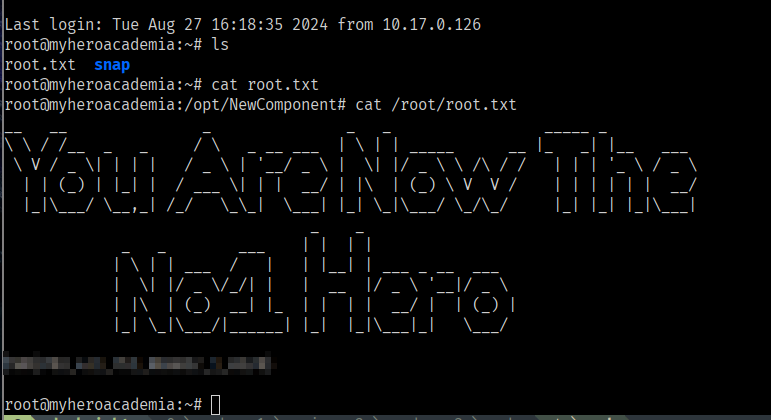 Last login: Tue Aug 27 16:18:35 2024 from 10.17.0.126
root@myheroacademia:~# ls
root.txt  snap
root@myheroacademia:~# cat root.txt
root@myheroacademia:/opt/NewComponent# cat /root/root.txt
You Are Now The
No1 Hero
root@myheroacademia:~#